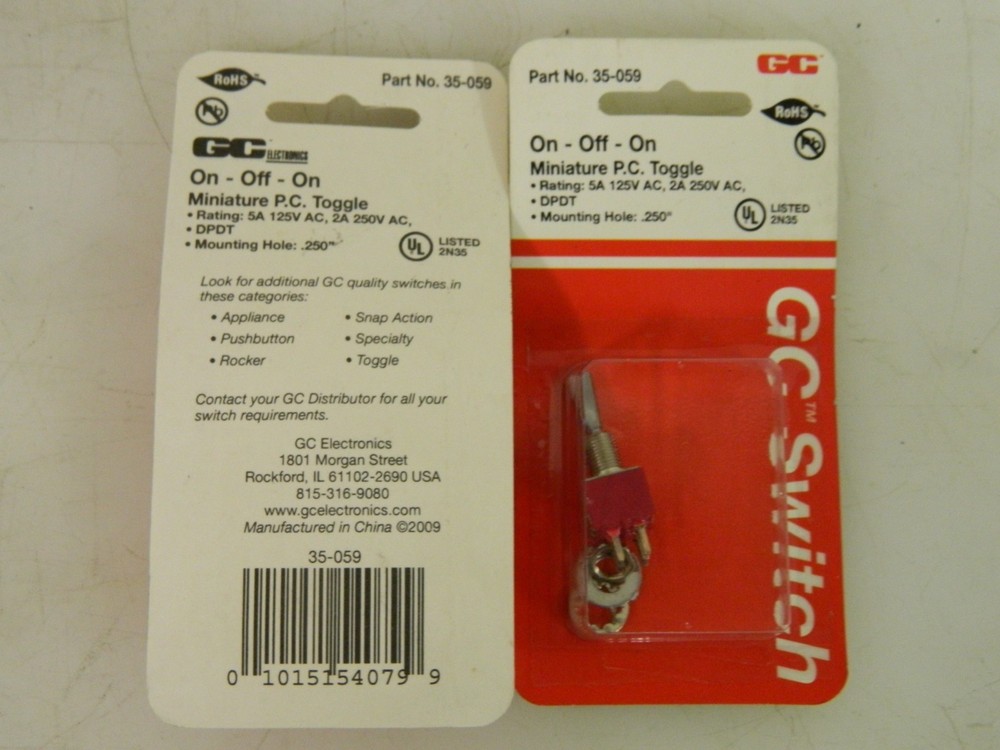 RoHS
Part No. 35-059
Pb
GC ELECTRONICS
On - Off - On
Miniature P.C. Toggle
• Rating: 5A 125V AC, 2A 250V AC,
• DPDT
• Mounting Hole: .250"
UL LISTED
2N35
Look for additional GC quality switches in
these categories:
• Appliance • Snap Action
• Pushbutton • Specialty
• Rocker • Toggle
Contact your GC Distributor for all your
switch requirements.
GC Electronics
1801 Morgan Street
Rockford, IL 61102-2690 USA
815-316-9080
www.gcelectronics.com
Manufactured in China ©2009
35-059
0 1015154079 9
GC™
Part No. 35-059
RoHS
Pb
On - Off - On
Miniature P.C. Toggle
• Rating: 5A 125V AC, 2A 250V AC,
• DPDT
• Mounting Hole: .250"
UL LISTED
2N35
GC™ Switch